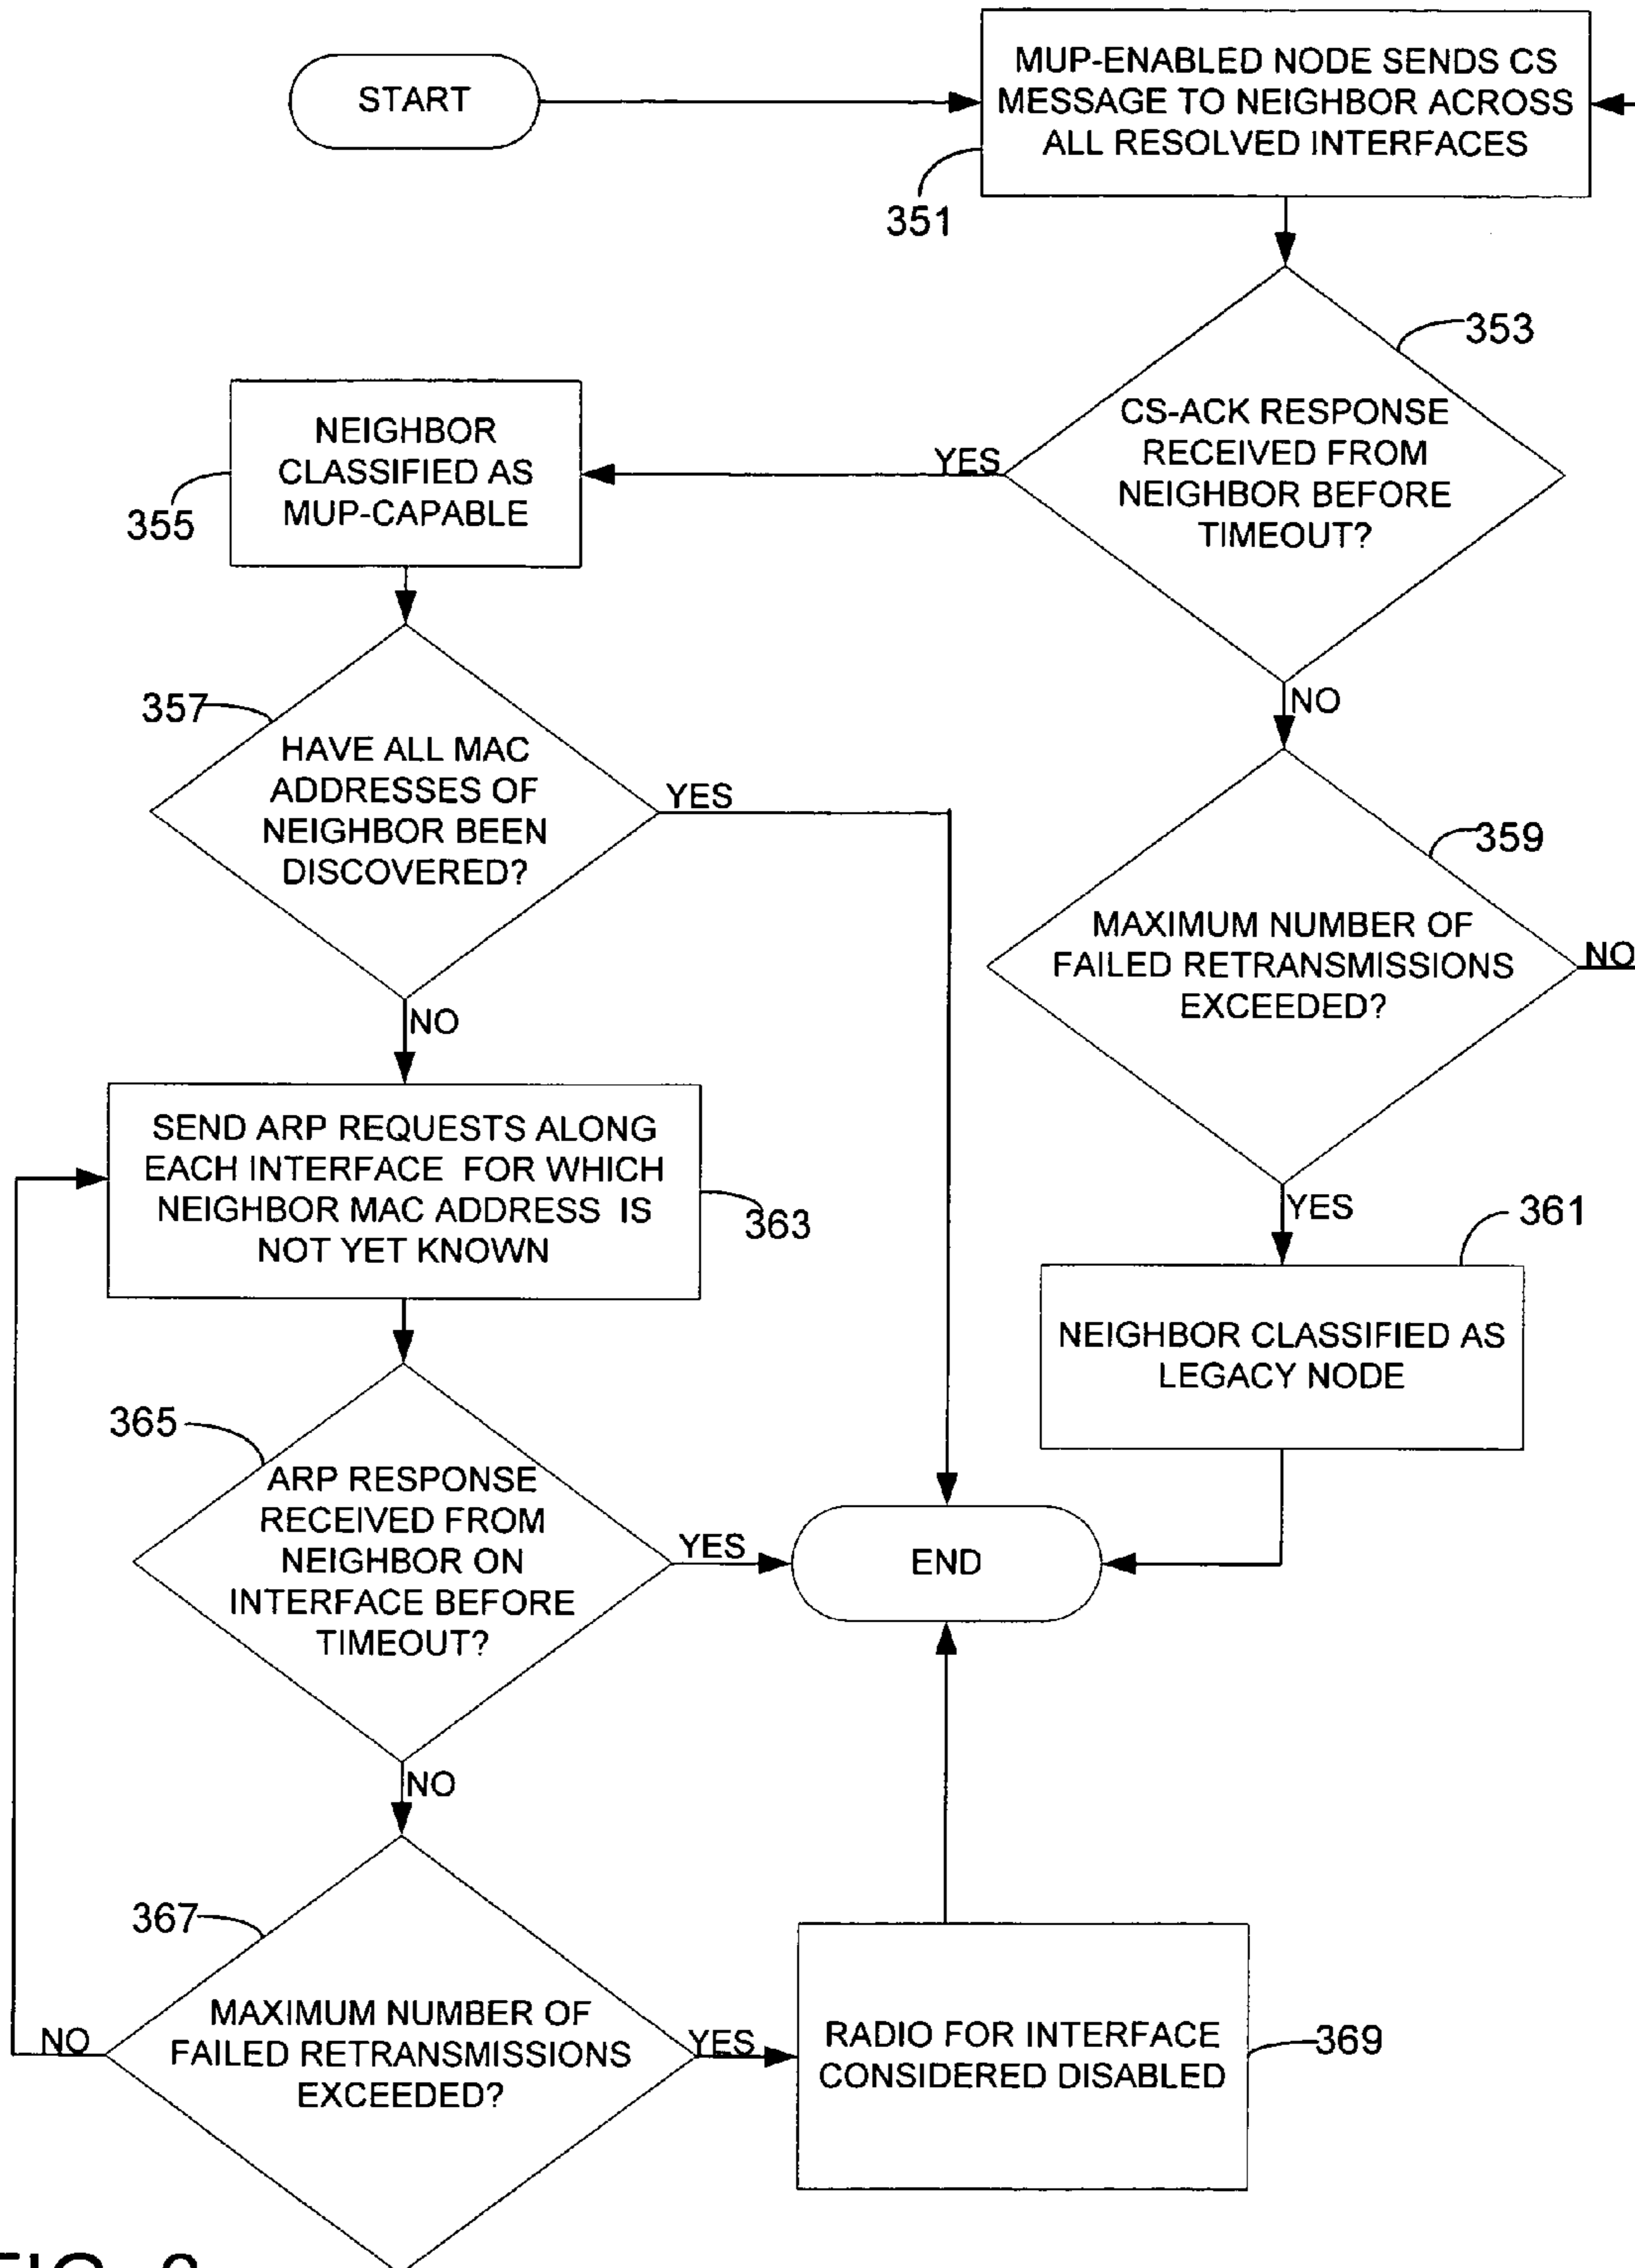 START
MUP-ENABLED NODE SENDS CS
MESSAGE TO NEIGHBOR ACROSS
ALL RESOLVED INTERFACES
351
353
CS-ACK RESPONSE
RECEIVED FROM
NEIGHBOR BEFORE
TIMEOUT?
YES
NEIGHBOR
CLASSIFIED AS
MUP-CAPABLE
355
NO
357
HAVE ALL MAC
ADDRESSES OF
NEIGHBOR BEEN
DISCOVERED?
YES
359
MAXIMUM NUMBER OF
FAILED RETRANSMISSIONS
EXCEEDED?
NO
NO
SEND ARP REQUESTS ALONG
EACH INTERFACE FOR WHICH
NEIGHBOR MAC ADDRESS IS
NOT YET KNOWN
363
YES
361
NEIGHBOR CLASSIFIED AS
LEGACY NODE
365
ARP RESPONSE
RECEIVED FROM
NEIGHBOR ON
INTERFACE BEFORE
TIMEOUT?
YES
END
NO
367
MAXIMUM NUMBER OF
FAILED RETRANSMISSIONS
EXCEEDED?
NO
YES
RADIO FOR INTERFACE
CONSIDERED DISABLED
369